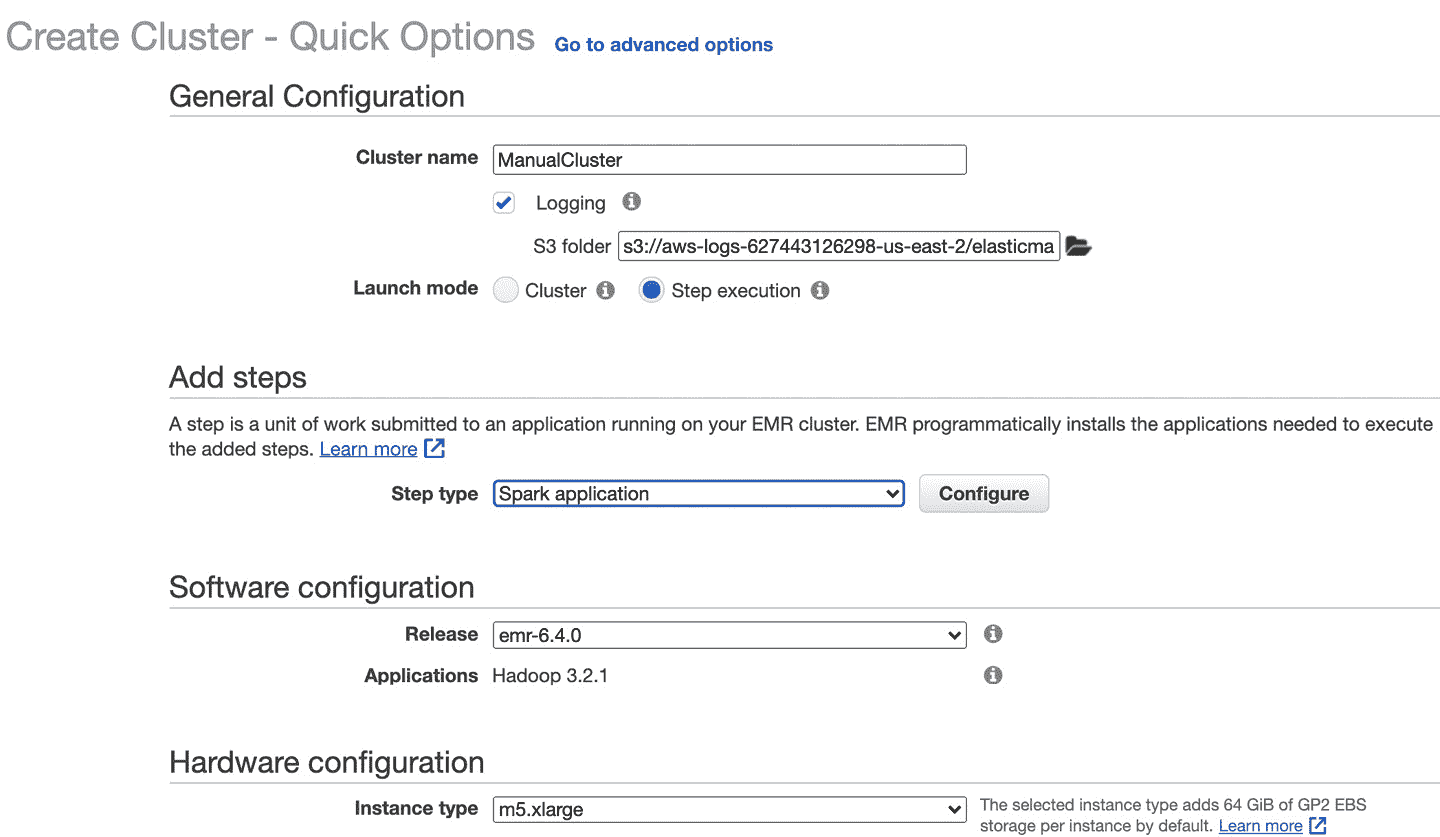 Create Cluster - Quick Options Go to advanced options
General Configuration
Cluster name ManualCluster
Logging
S3 folder s3://aws-logs-627443126298-us-east-2/elasticma
Launch mode Cluster Step execution
Add steps
A step is a unit of work submitted to an application running on your EMR cluster. EMR programmatically installs the applications needed to execute
the added steps. Learn more
Step type Spark application Configure
Software configuration
Release emr-6.4.0
Applications Hadoop 3.2.1
Hardware configuration
Instance type m5.xlarge The selected instance type adds 64 GiB of GP2 EBS
storage per instance by default. Learn more